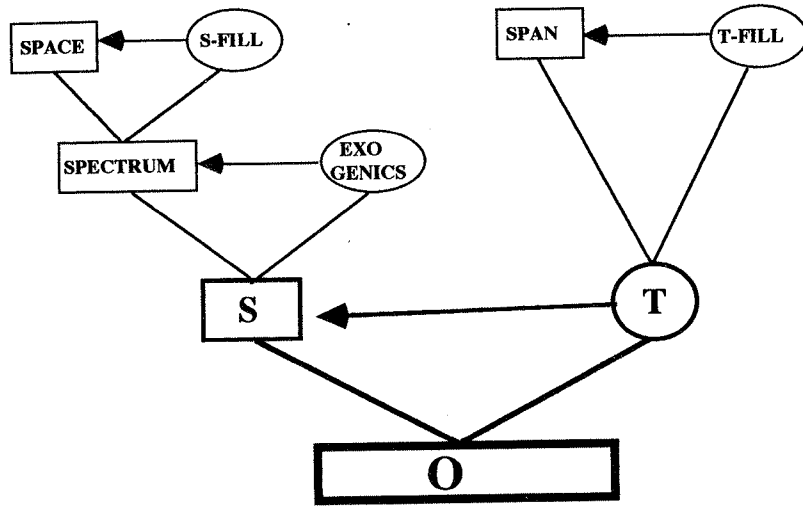 SPACE
S-FILL
SPAN
T-FILL
SPECTRUM
EXO
GENICS
S
T
O